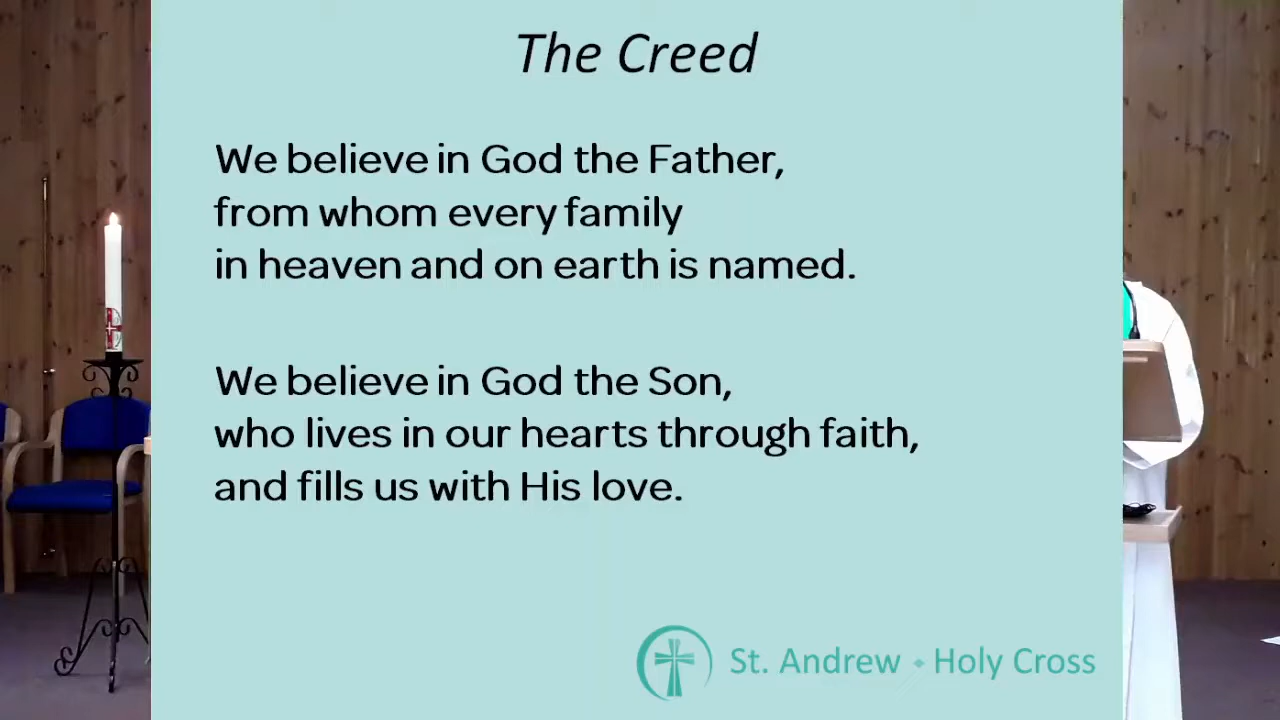 The Creed
We believe in God the Father,
from whom every family
in heaven and on earth is named.
We believe in God the Son,
who lives in our hearts through faith,
and fills us with His love.
St. Andrew • Holy Cross